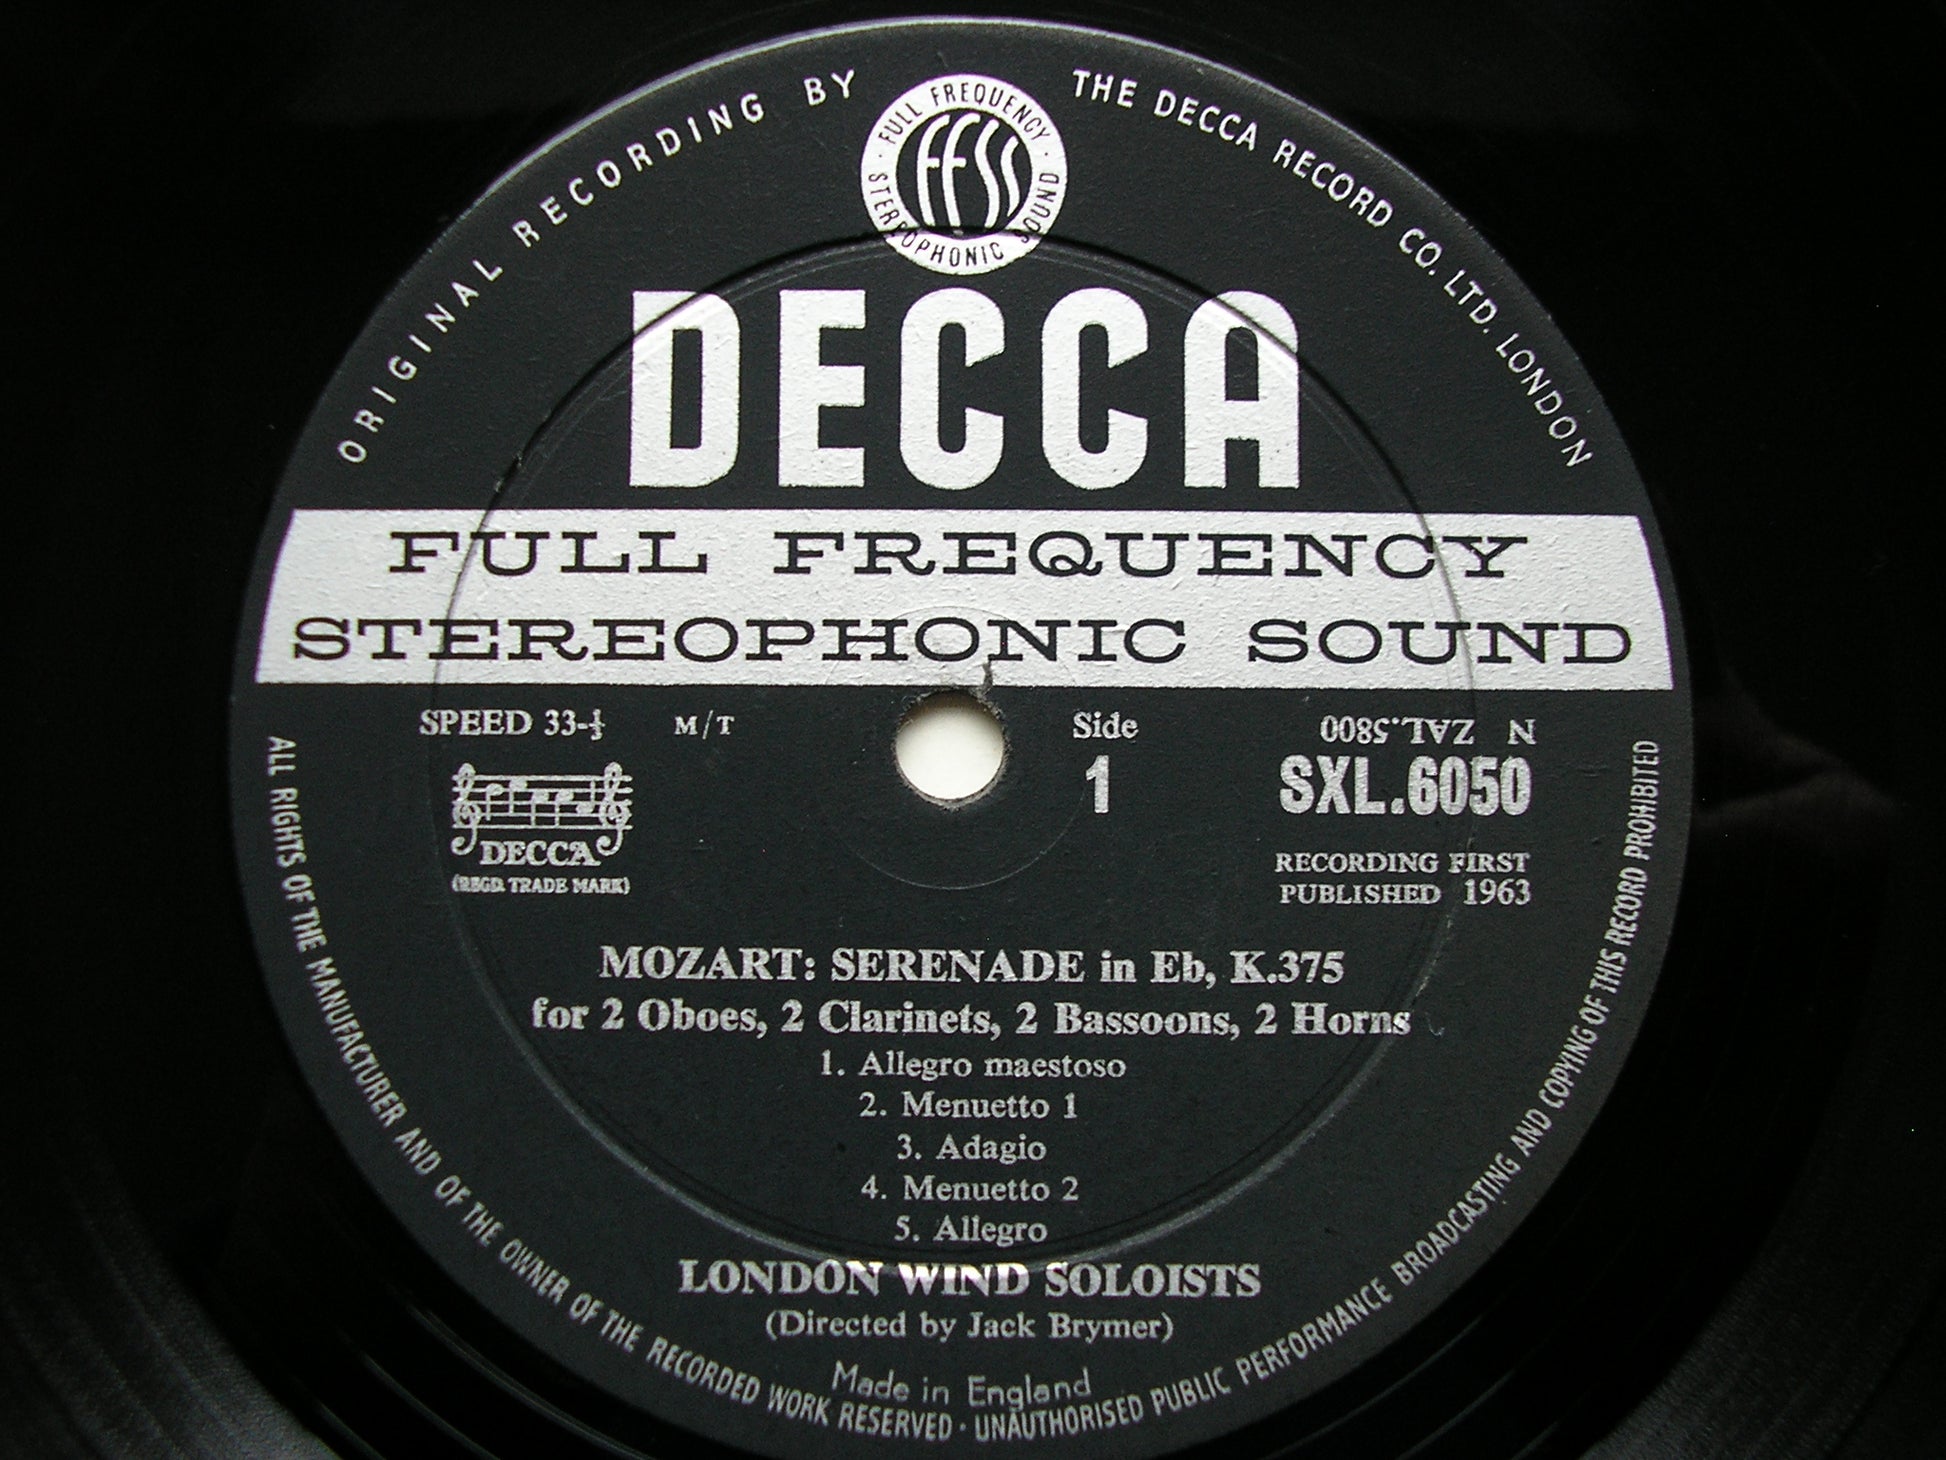 ORIGINAL RECORDING BY
THE DECCA RECORD CO. LTD. LONDON
· FULL FREQUENCY ·
STEREOPHONIC SOUND
FFSS
DECCA
FULL FREQUENCY
STEREOPHONIC SOUND
SPEED 33-⅓ M/T
Side
1
N ZAL.5800
SXL.6050
DECCA
(REGD. TRADE MARK)
RECORDING FIRST
PUBLISHED 1963
MOZART: SERENADE in Eb, K.375
for 2 Oboes, 2 Clarinets, 2 Bassoons, 2 Horns
1. Allegro maestoso
2. Menuetto 1
3. Adagio
4. Menuetto 2
5. Allegro
LONDON WIND SOLOISTS
(Directed by Jack Brymer)
Made in England
ALL RIGHTS OF THE MANUFACTURER AND OF THE OWNER OF THE RECORDED WORK RESERVED · UNAUTHORISED PUBLIC PERFORMANCE BROADCASTING AND COPYING OF THIS RECORD PROHIBITED